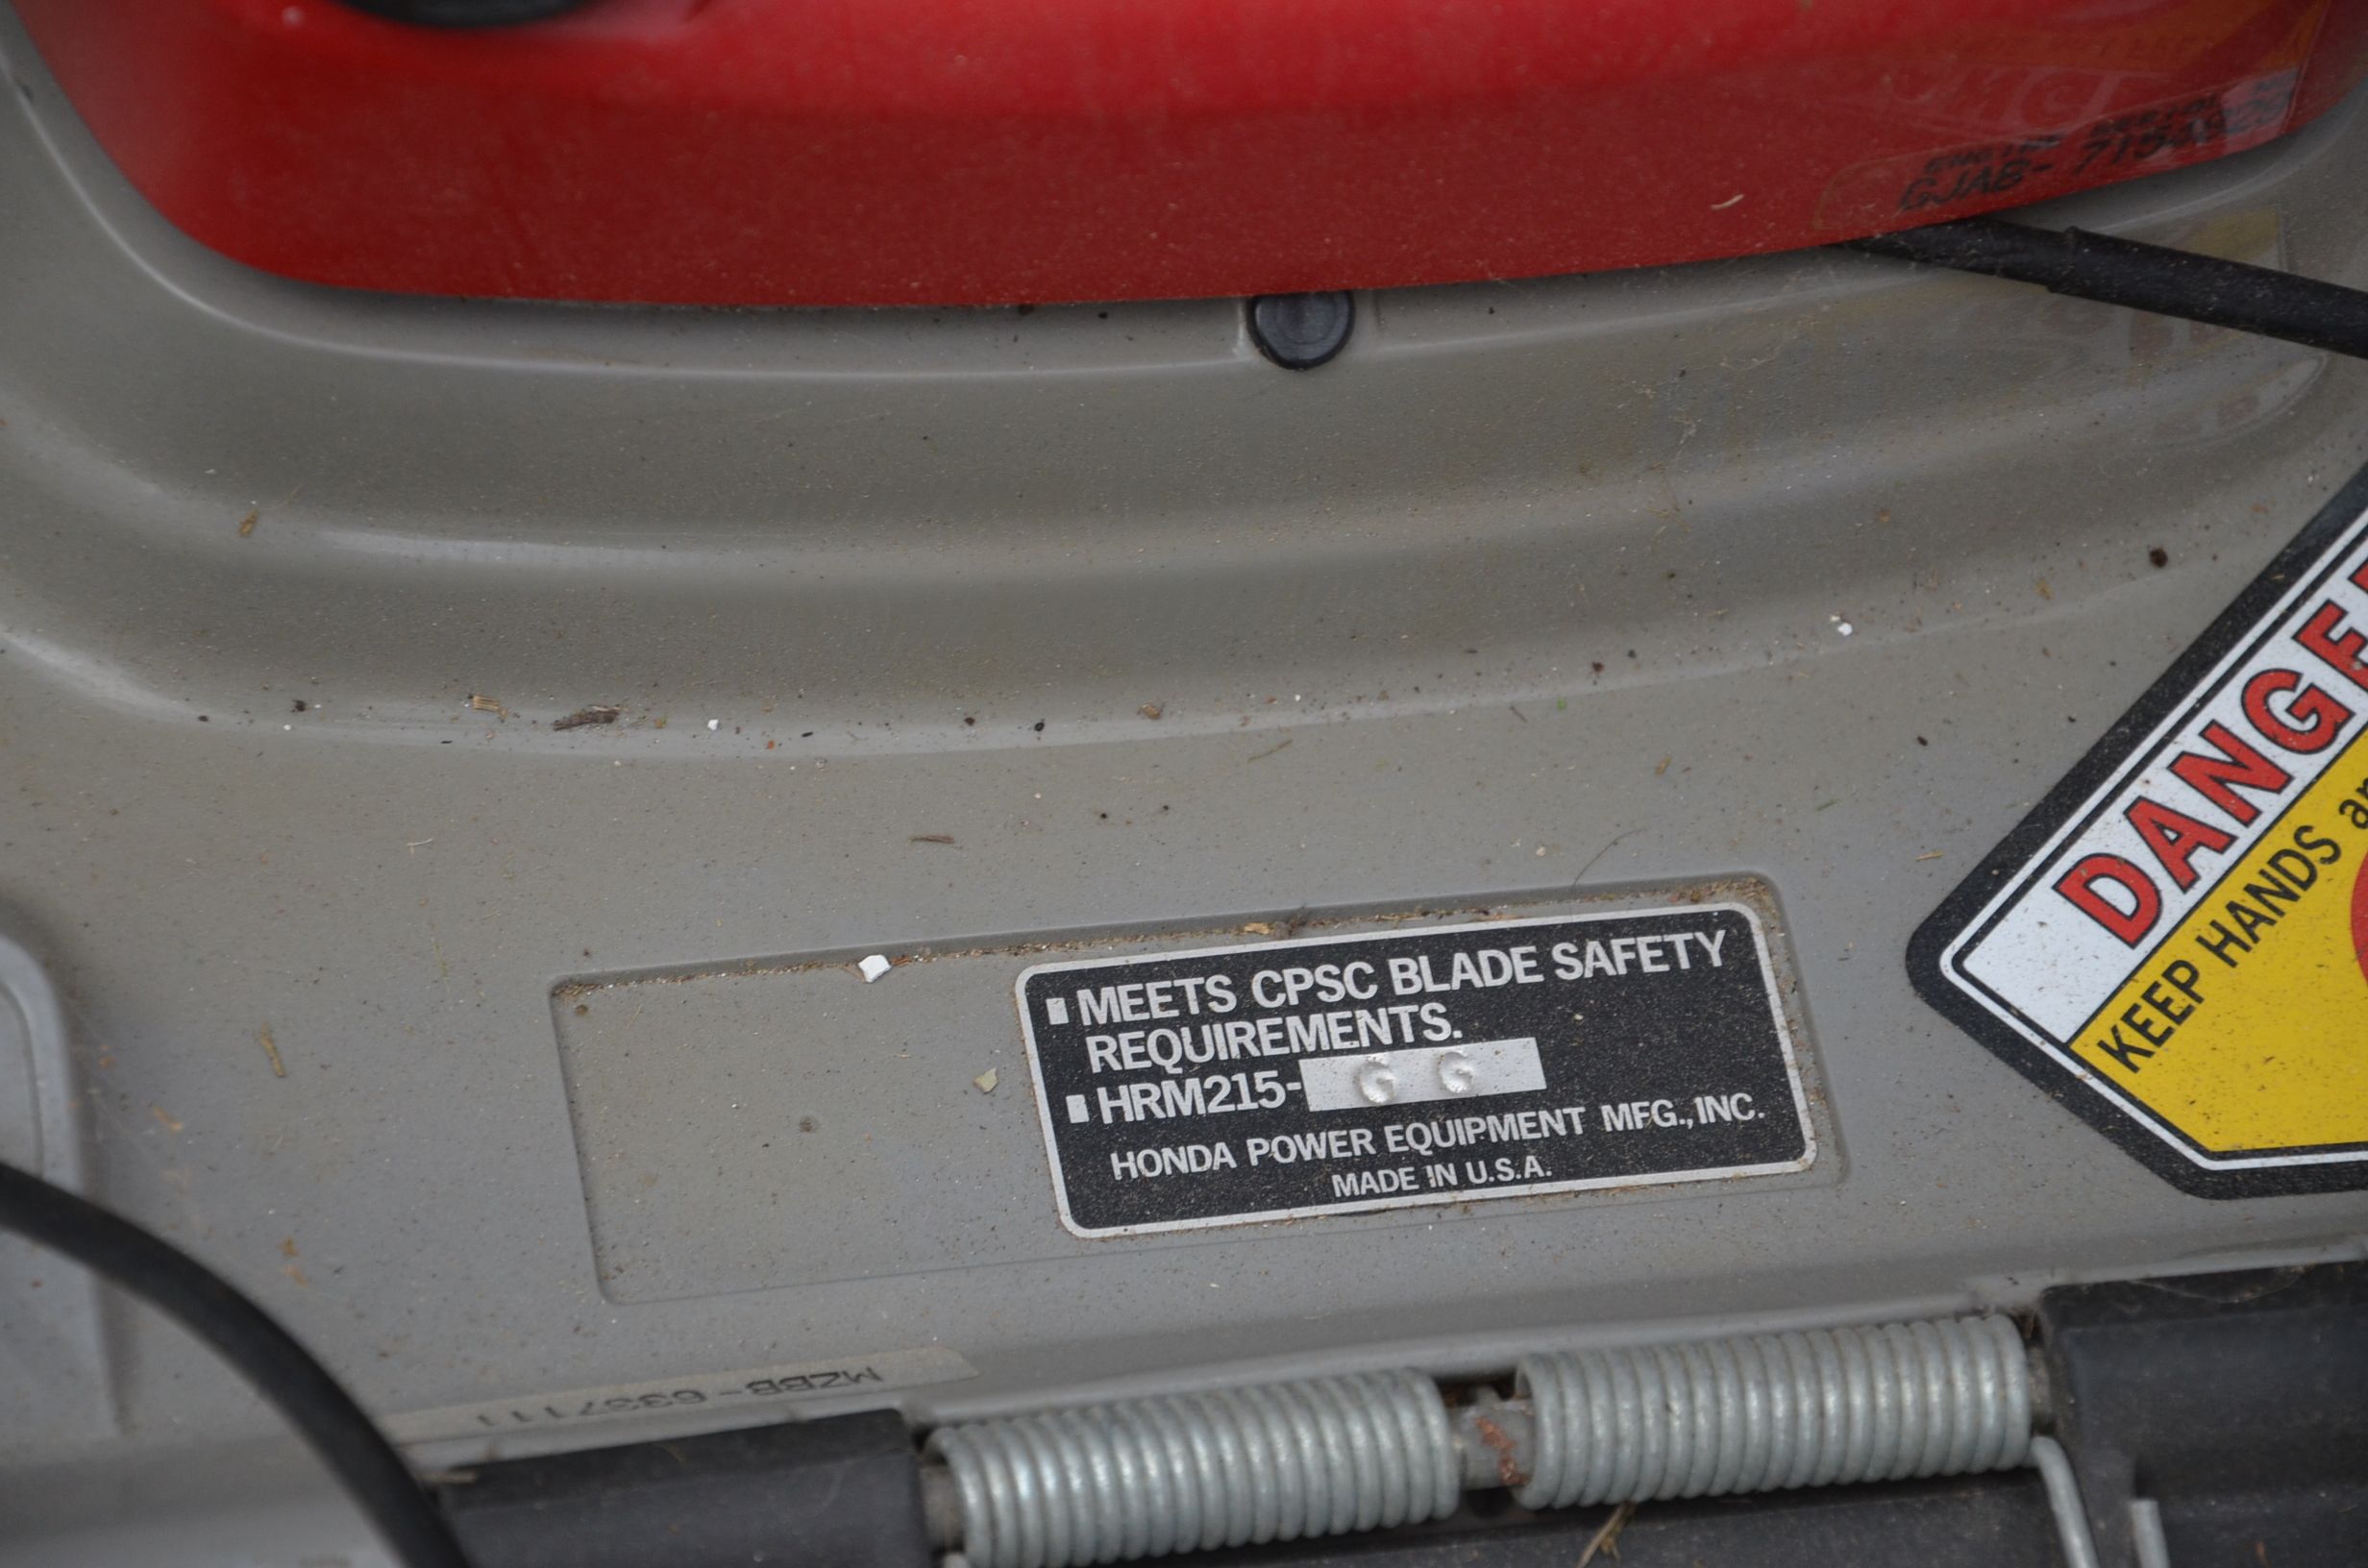 GJAB-
DANGE
KEEP HANDS
▮ MEETS CPSC BLADE SAFETY
REQUIREMENTS.
▮ HRM215- G G
HONDA POWER EQUIPMENT MFG., INC.
MADE IN U.S.A.
MZBB-6337111